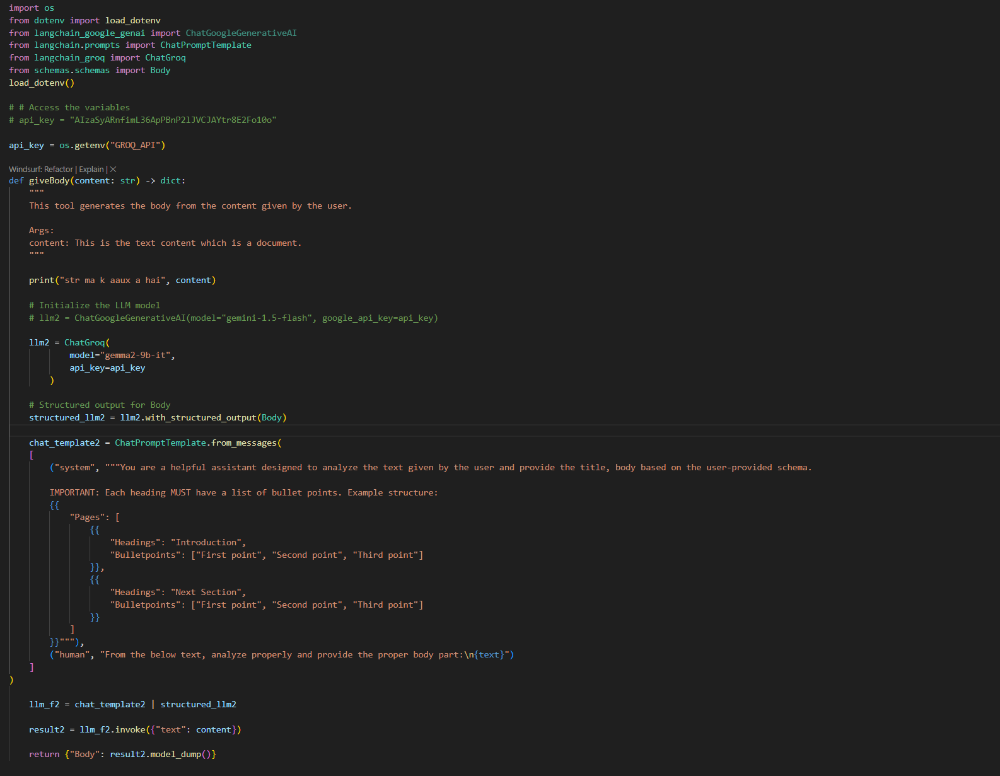 import os
from dotenv import load_dotenv
from langchain_google_genai import ChatGoogleGenerativeAI
from langchain.prompts import ChatPromptTemplate
from langchain_groq import ChatGroq
from schemas.schemas import Body
load_dotenv()
# # Access the variables
# api_key = "AIzaSyARnfimL36ApPBnP2lJVCJAYtr8E2Fo10o"
api_key = os.getenv("GROQ_API")
Windsurf: Refactor | Explain | ×
def giveBody(content: str) -> dict:
    """
    This tool generates the body from the content given by the user.
    Args:
    content: This is the text content which is a document.
    """
    print("str ma k aaux a hai", content)
    # Initialize the LLM model
    # llm2 = ChatGoogleGenerativeAI(model="gemini-1.5-flash", google_api_key=api_key)
    llm2 = ChatGroq(
            model="gemma2-9b-it",
            api_key=api_key
        )
    # Structured output for Body
    structured_llm2 = llm2.with_structured_output(Body)
    chat_template2 = ChatPromptTemplate.from_messages(
    [
        ("system", """You are a helpful assistant designed to analyze the text given by the user and provide the title, body based on the user-provided schema.
        IMPORTANT: Each heading MUST have a list of bullet points. Example structure:
        {{
            "Pages": [
                {{
                    "Headings": "Introduction",
                    "Bulletpoints": ["First point", "Second point", "Third point"]
                }},
                {{
                    "Headings": "Next Section",
                    "Bulletpoints": ["First point", "Second point", "Third point"]
                }}
            ]
        }}"""),
        ("human", "From the below text, analyze properly and provide the proper body part:\n{text}")
    ]
)
    llm_f2 = chat_template2 | structured_llm2
    result2 = llm_f2.invoke({"text": content})
    return {"Body": result2.model_dump()}